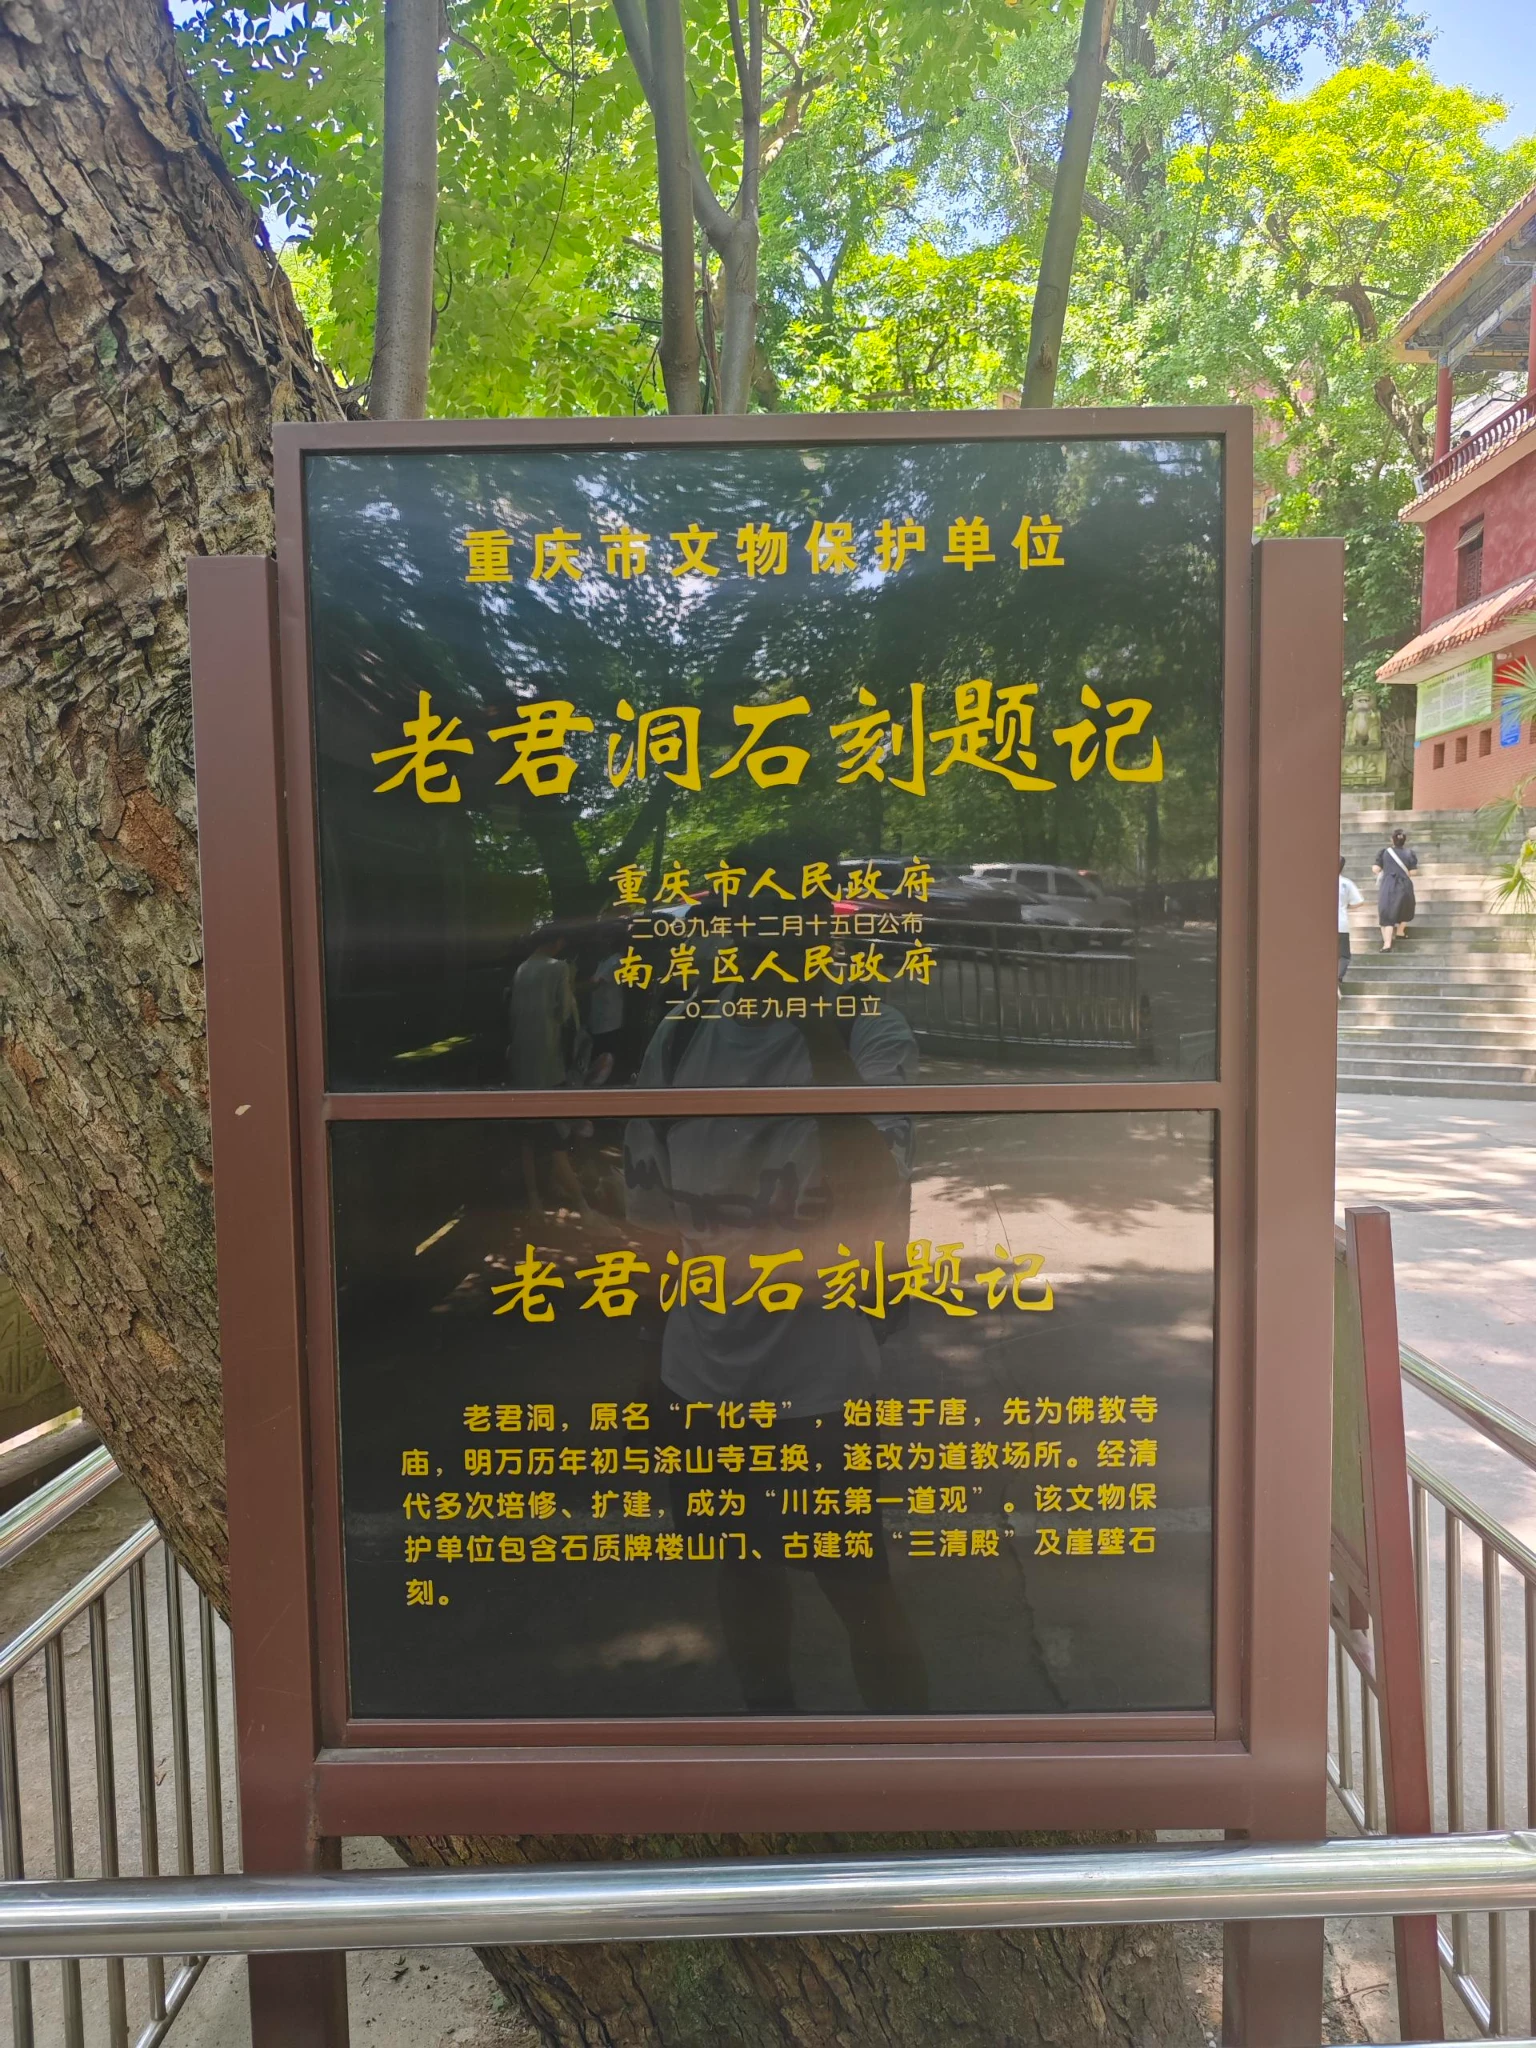 重庆市文物保护单位
老君洞石刻题记
重庆市人民政府
二〇〇九年十二月十五日公布
南岸区人民政府
二〇二〇年九月十日立
老君洞石刻题记
老君洞，原名“广化寺”，始建于唐，先为佛教寺
庙，明万历年初与涂山寺互换，遂改为道教场所。经清
代多次培修、扩建，成为“川东第一道观”。该文物保
护单位包含石质牌楼山门、古建筑“三清殿”及崖壁石
刻。